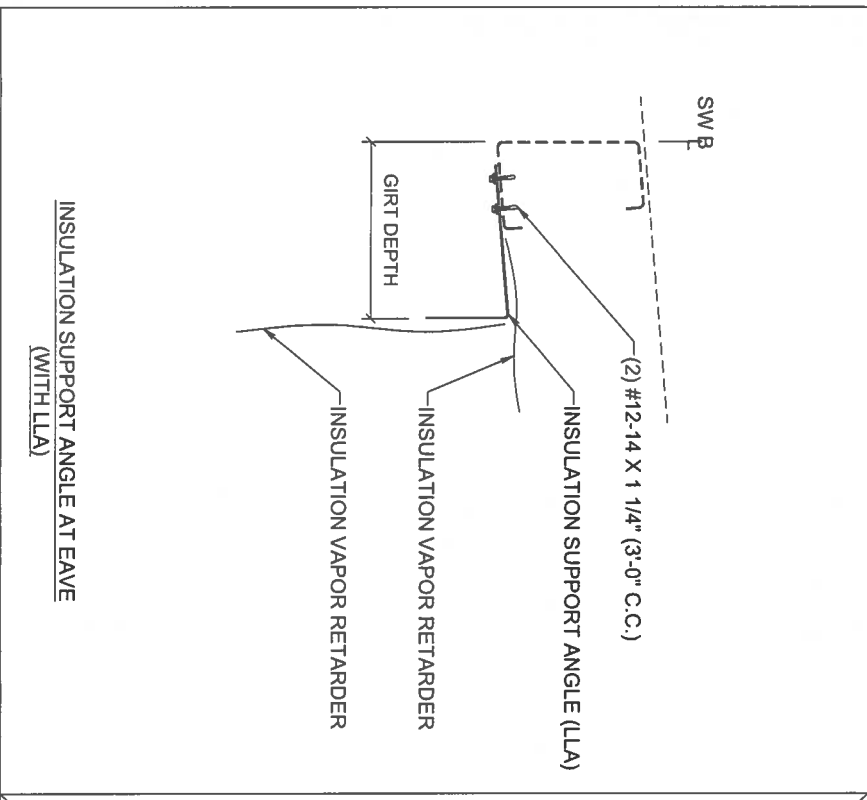 SW B
(2) #12-14 X 1 1/4" (3'-0" C.C.)
INSULATION SUPPORT ANGLE (LLA)
GIRT DEPTH
INSULATION VAPOR RETARDER
INSULATION VAPOR RETARDER
INSULATION SUPPORT ANGLE AT EAVE
(WITH LLA)